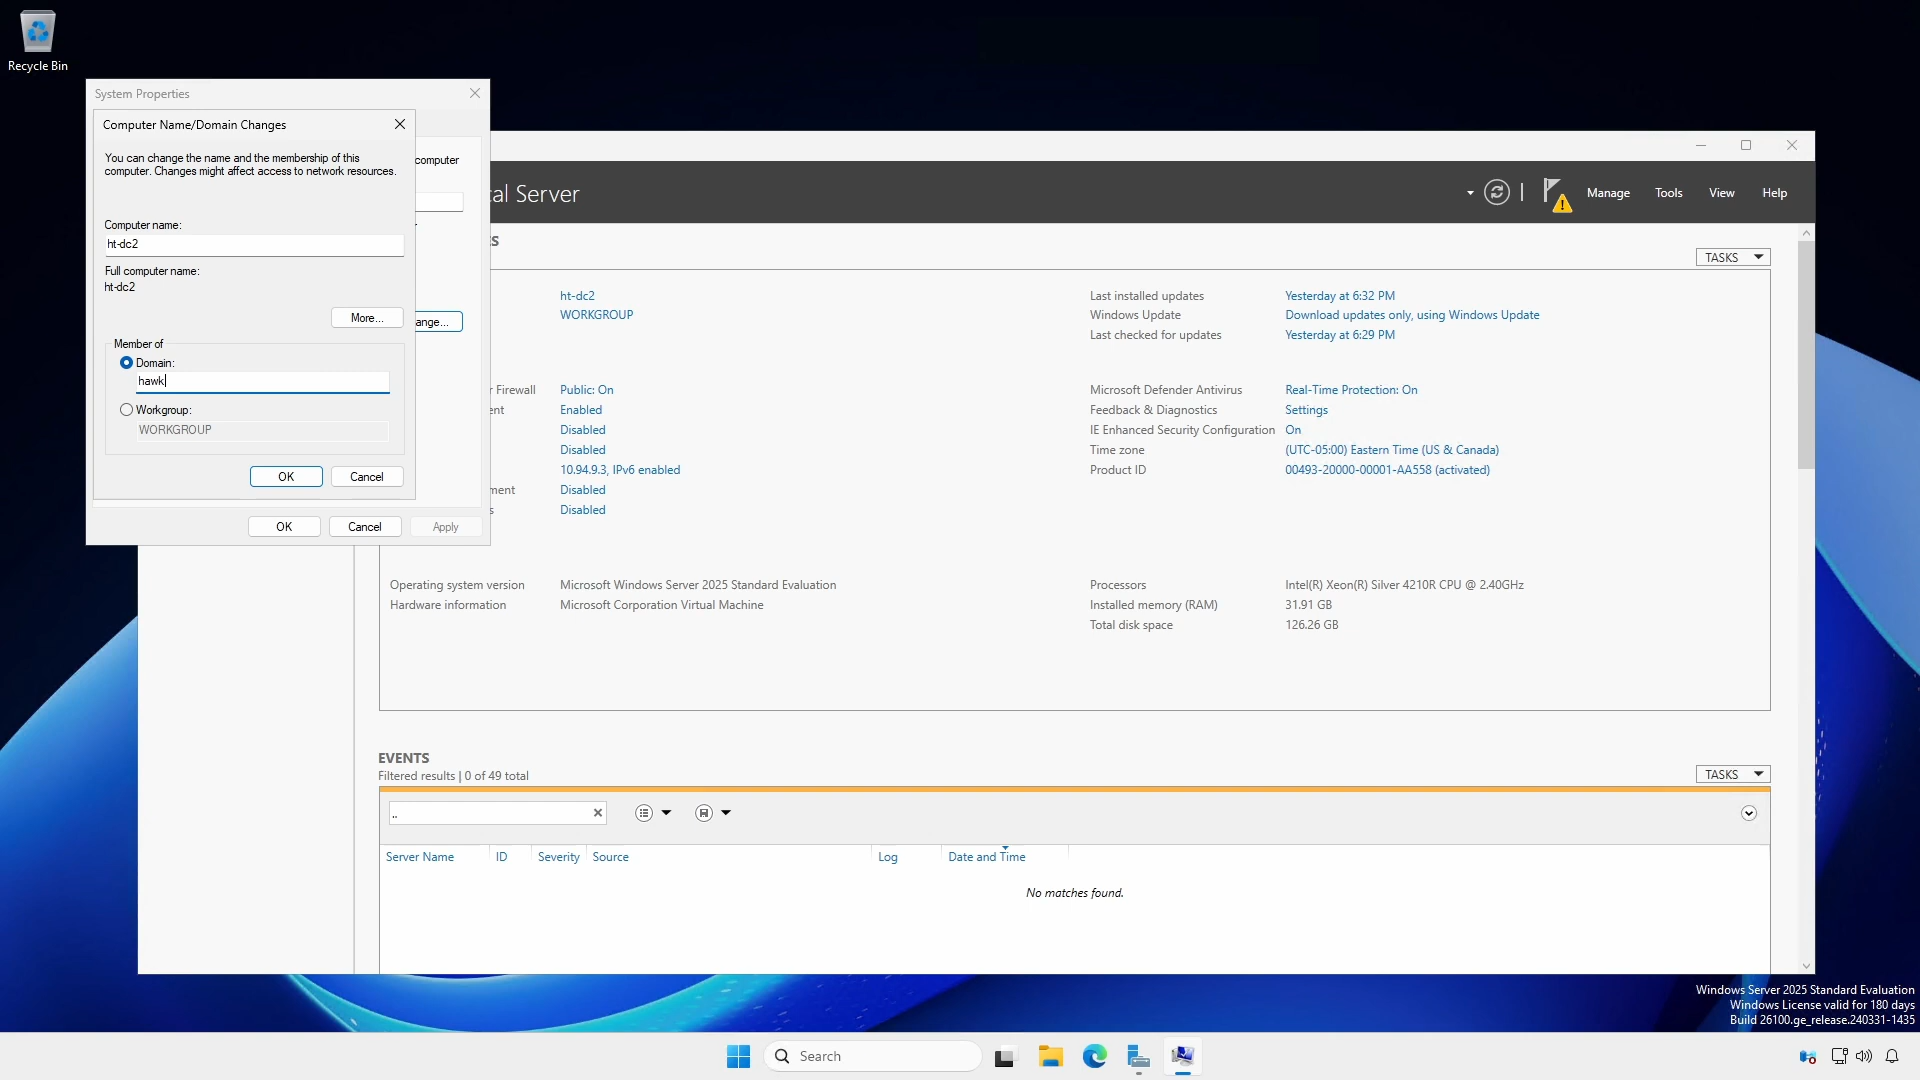 Recycle Bin
System Properties
Computer Name/Domain Changes
You can change the name and the membership of this
computer. Changes might affect access to network resources.
Computer name:
ht-dc2
Full computer name:
ht-dc2
More...
Member of
Domain:
hawk
Workgroup:
WORKGROUP
OK
Cancel
computer
ange...
OK
Cancel
Apply
cal Server
Manage
Tools
View
Help
TASKS
ht-dc2
WORKGROUP
Last installed updates
Yesterday at 6:32 PM
Windows Update
Download updates only, using Windows Update
Last checked for updates
Yesterday at 6:29 PM
r Firewall
Public: On
ent
Enabled
Disabled
Disabled
10.94.9.3, IPv6 enabled
ment
Disabled
s
Disabled
Microsoft Defender Antivirus
Real-Time Protection: On
Feedback & Diagnostics
Settings
IE Enhanced Security Configuration
On
Time zone
(UTC-05:00) Eastern Time (US & Canada)
Product ID
00493-20000-00001-AA558 (activated)
Operating system version
Microsoft Windows Server 2025 Standard Evaluation
Hardware information
Microsoft Corporation Virtual Machine
Processors
Intel(R) Xeon(R) Silver 4210R CPU @ 2.40GHz
Installed memory (RAM)
31.91 GB
Total disk space
126.26 GB
EVENTS
Filtered results | 0 of 49 total
TASKS
..
Server Name
ID
Severity
Source
Log
Date and Time
No matches found.
Windows Server 2025 Standard Evaluation
Windows License valid for 180 days
Build 26100.ge_release.240331-1435
Search